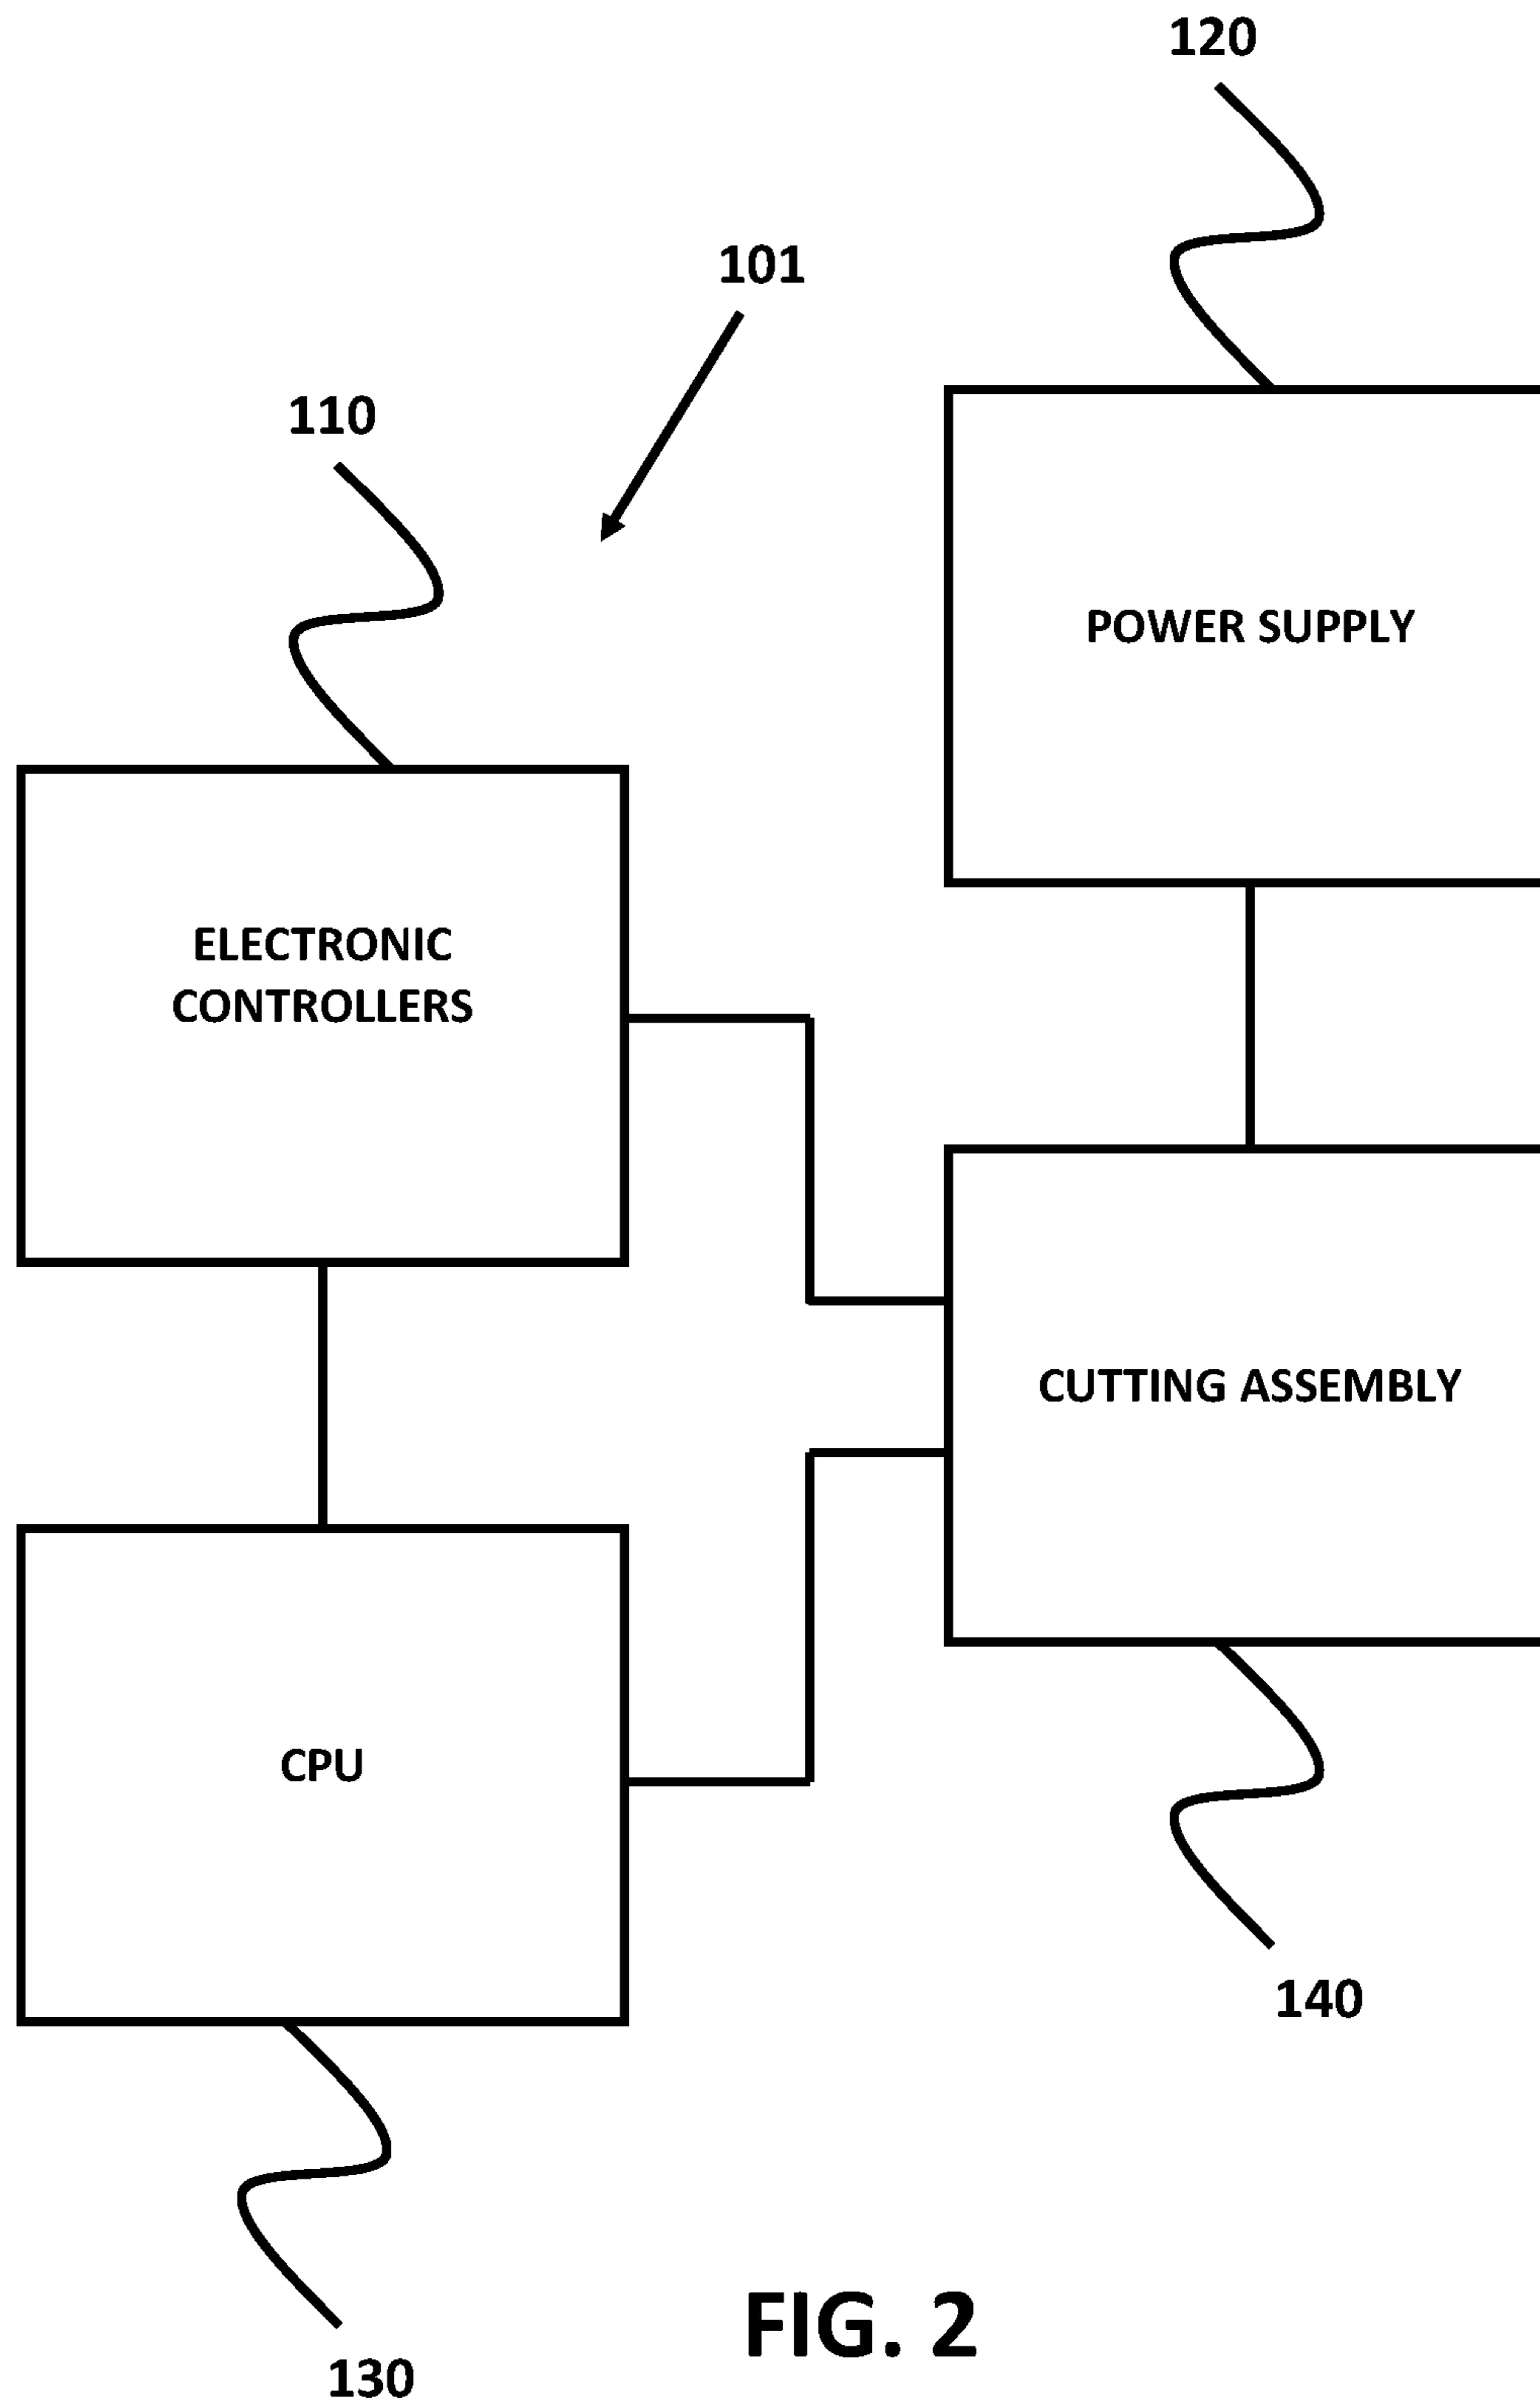 120
101
110
POWER SUPPLY
ELECTRONIC
CONTROLLERS
CUTTING ASSEMBLY
CPU
140
FIG. 2
130